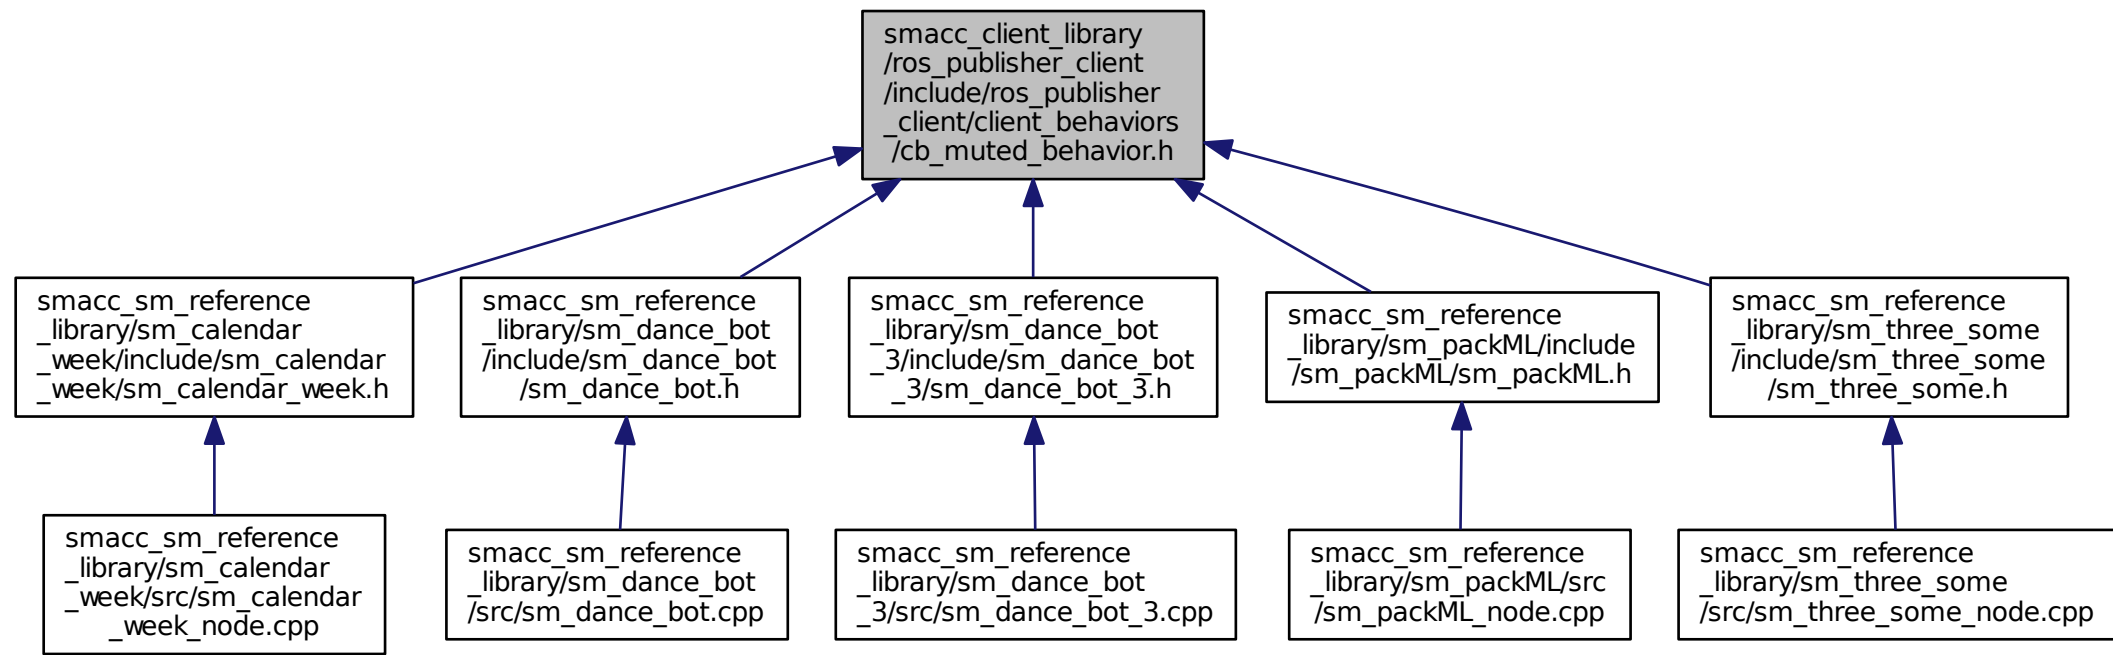 smacc_client_library
/ros_publisher_client
/include/ros_publisher
_client/client_behaviors
/cb_muted_behavior.h
smacc_sm_reference
_library/sm_calendar
_week/include/sm_calendar
_week/sm_calendar_week.h
smacc_sm_reference
_library/sm_dance_bot
/include/sm_dance_bot
/sm_dance_bot.h
smacc_sm_reference
_library/sm_dance_bot
_3/include/sm_dance_bot
_3/sm_dance_bot_3.h
smacc_sm_reference
_library/sm_packML/include
/sm_packML/sm_packML.h
smacc_sm_reference
_library/sm_three_some
/include/sm_three_some
/sm_three_some.h
smacc_sm_reference
_library/sm_calendar
_week/src/sm_calendar
_week_node.cpp
smacc_sm_reference
_library/sm_dance_bot
/src/sm_dance_bot.cpp
smacc_sm_reference
_library/sm_dance_bot
_3/src/sm_dance_bot_3.cpp
smacc_sm_reference
_library/sm_packML/src
/sm_packML_node.cpp
smacc_sm_reference
_library/sm_three_some
/src/sm_three_some_node.cpp